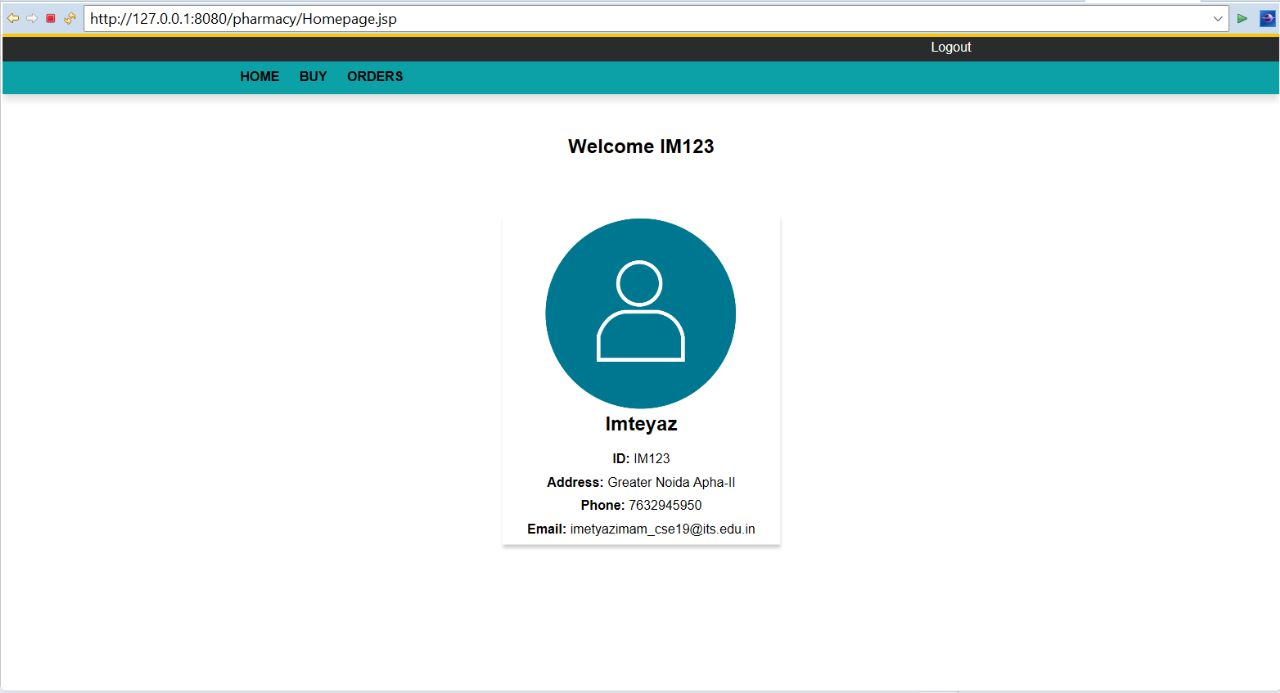 http://127.0.0.1:8080/pharmacy/Homepage.jsp
Logout
HOME BUY ORDERS
Welcome IM123
Imteyaz
ID: IM123
Address: Greater Noida Apha-II
Phone: 7632945950
Email: imetyazimam_cse19@its.edu.in